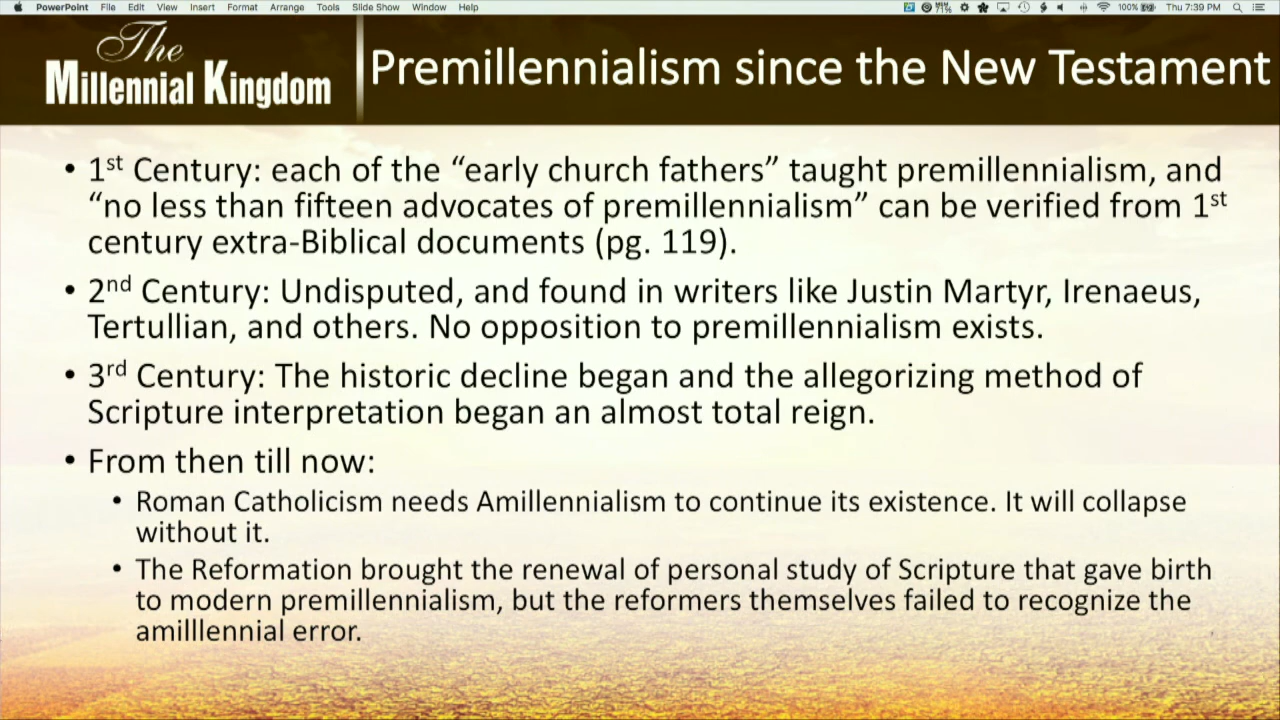 PowerPoint File Edit View Insert Format Arrange Tools Slide Show Window Help 100% Thu 7:39 PM
The
Millennial Kingdom
Premillennialism since the New Testament
• 1st Century: each of the “early church fathers” taught premillennialism, and
“no less than fifteen advocates of premillennialism” can be verified from 1st
century extra-Biblical documents (pg. 119).
• 2nd Century: Undisputed, and found in writers like Justin Martyr, Irenaeus,
Tertullian, and others. No opposition to premillennialism exists.
• 3rd Century: The historic decline began and the allegorizing method of
Scripture interpretation began an almost total reign.
• From then till now:
• Roman Catholicism needs Amillennialism to continue its existence. It will collapse
without it.
• The Reformation brought the renewal of personal study of Scripture that gave birth
to modern premillennialism, but the reformers themselves failed to recognize the
amilllennial error.